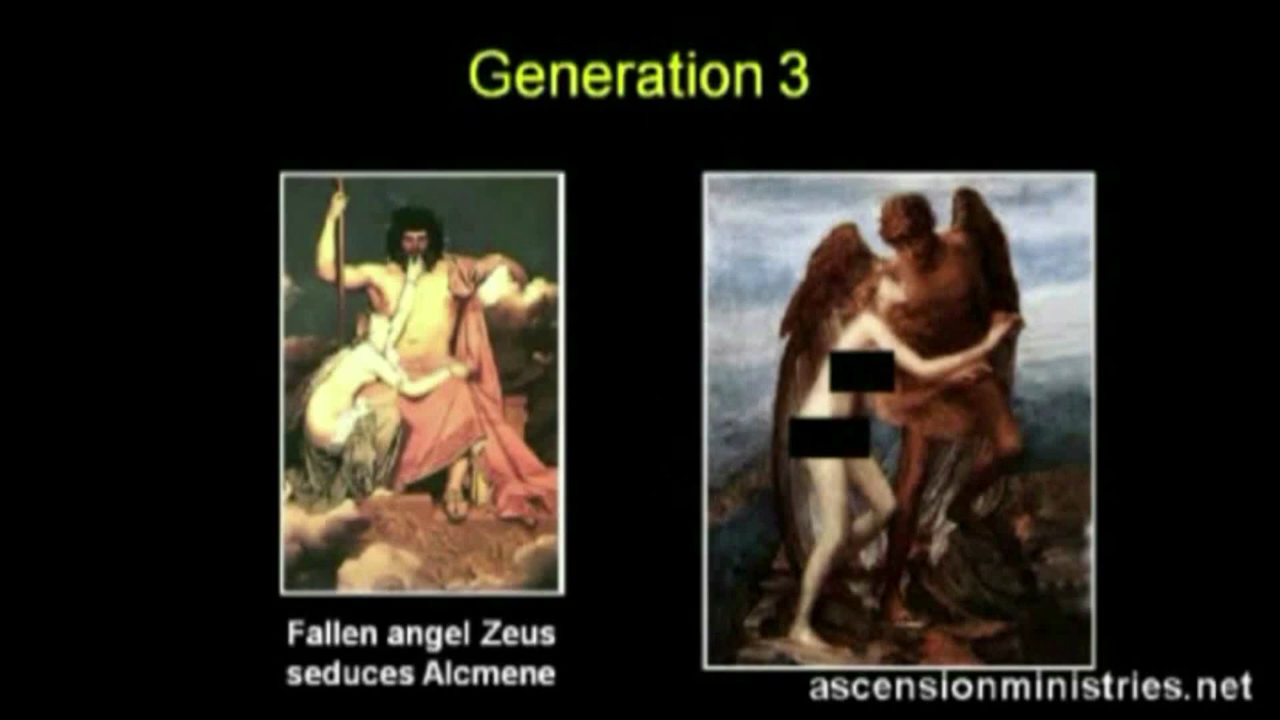 Generation 3
Fallen angel Zeus
seduces Alcmene
ascensionministries.net